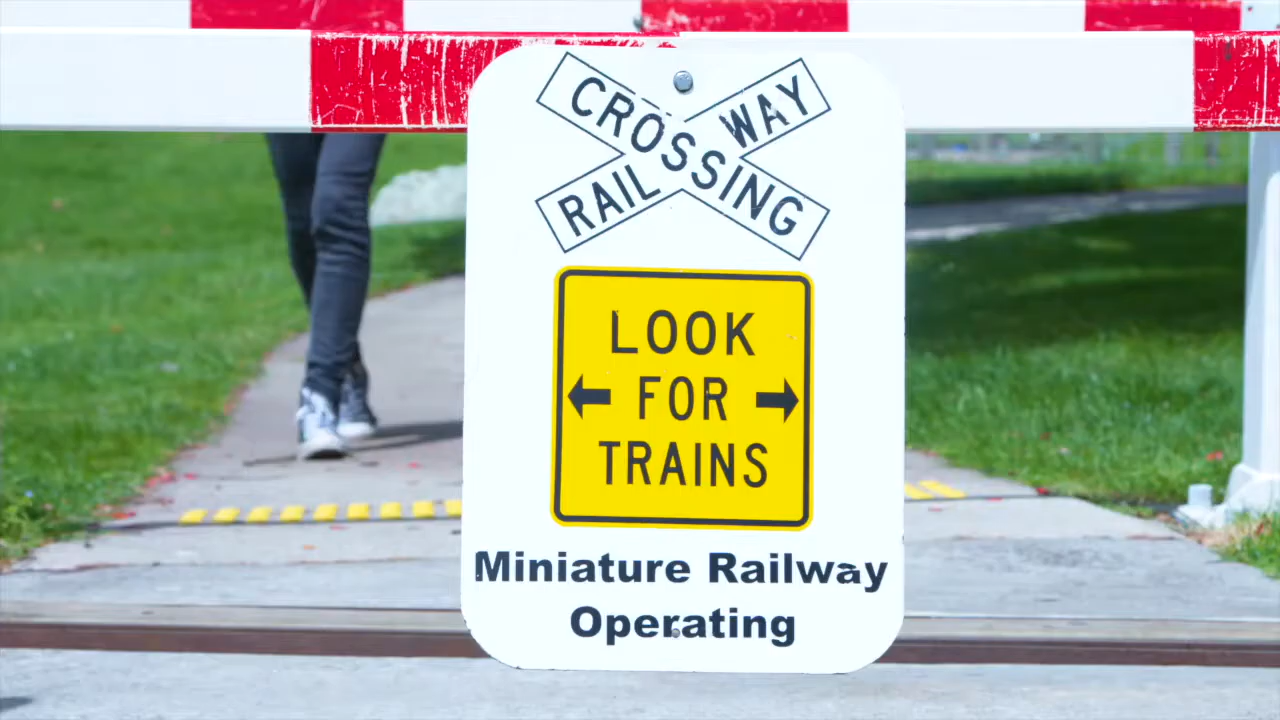 RAILWAY
CROSSING
LOOK
FOR
TRAINS
Miniature Railway
Operating